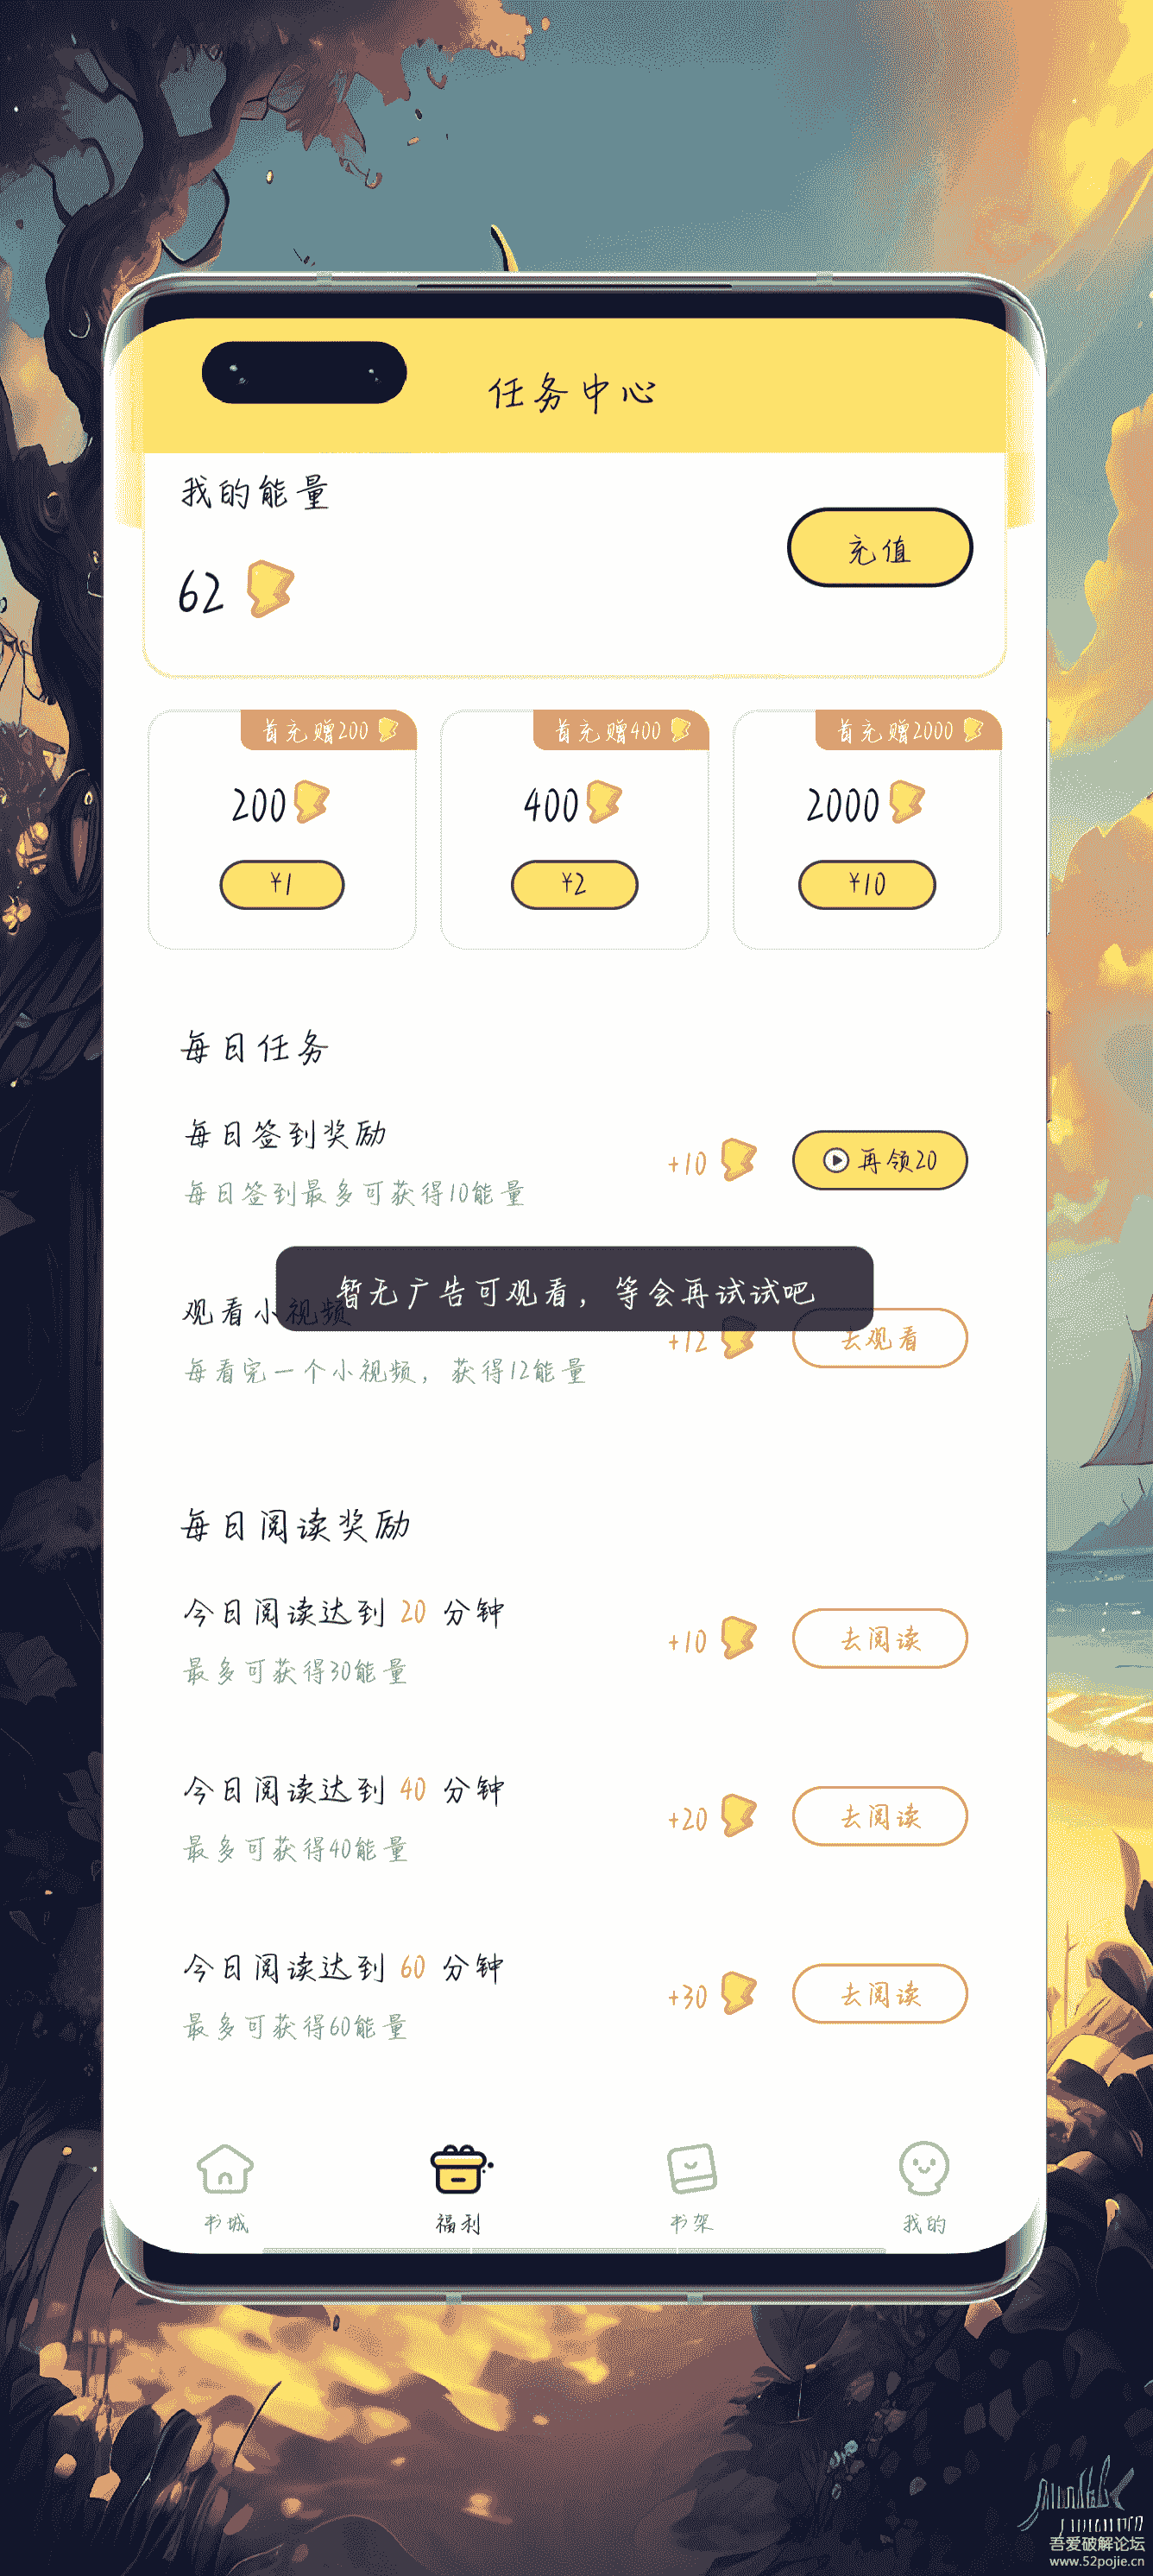 任务中心
我的能量
62
充值
首充赠200
首充赠400
首充赠2000
200
400
2000
¥1
¥2
¥10
每日任务
每日签到奖励
每日签到最多可获得10能量
+10
再领20
暂无广告可观看，等会再试试吧
观看小视频
每看完一个小视频，获得12能量
+12
去观看
每日阅读奖励
今日阅读达到 20 分钟
最多可获得30能量
+10
去阅读
今日阅读达到 40 分钟
最多可获得40能量
+20
去阅读
今日阅读达到 60 分钟
最多可获得60能量
+30
去阅读
书城
福利
书架
我的
吾爱破解论坛
www.52pojie.cn